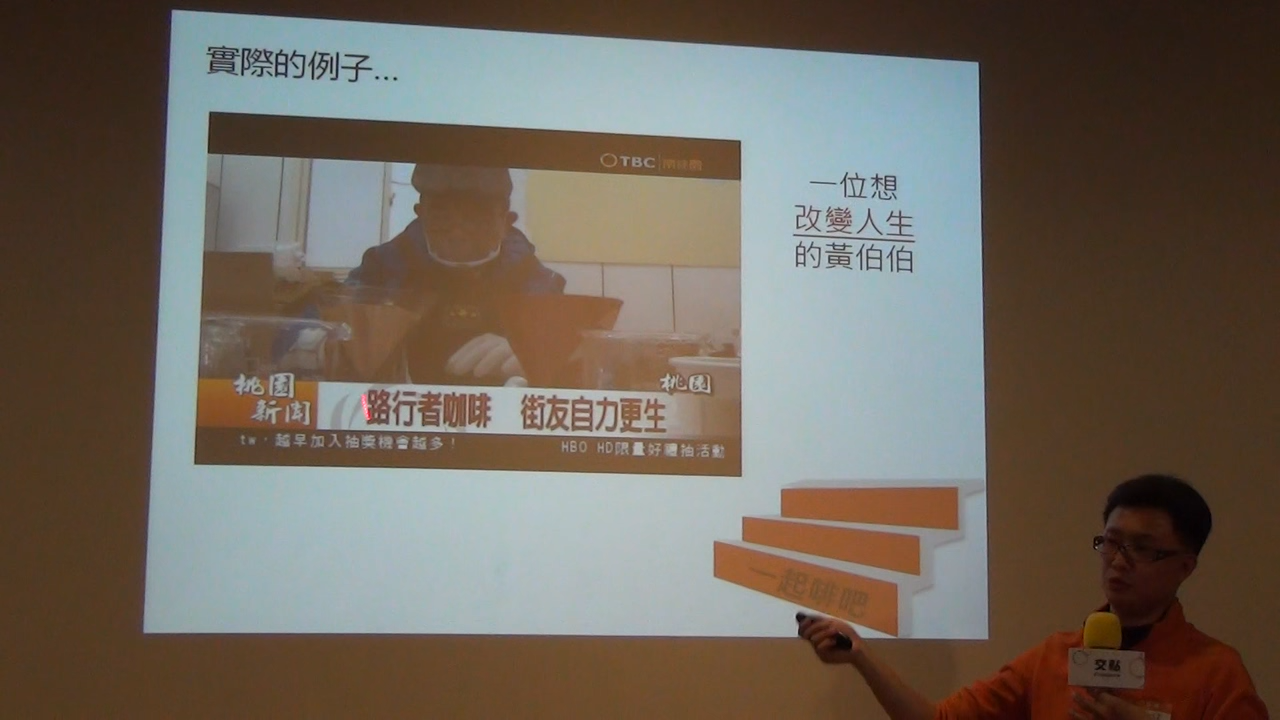 實際的例子...
TBC
一位想
改變人生
的黃伯伯
桃園
新聞
桃園
路行者咖啡 街友自力更生
tw，越早加入抽獎機會越多！
HBO HD限量好禮抽活動
一起啡吧
交點